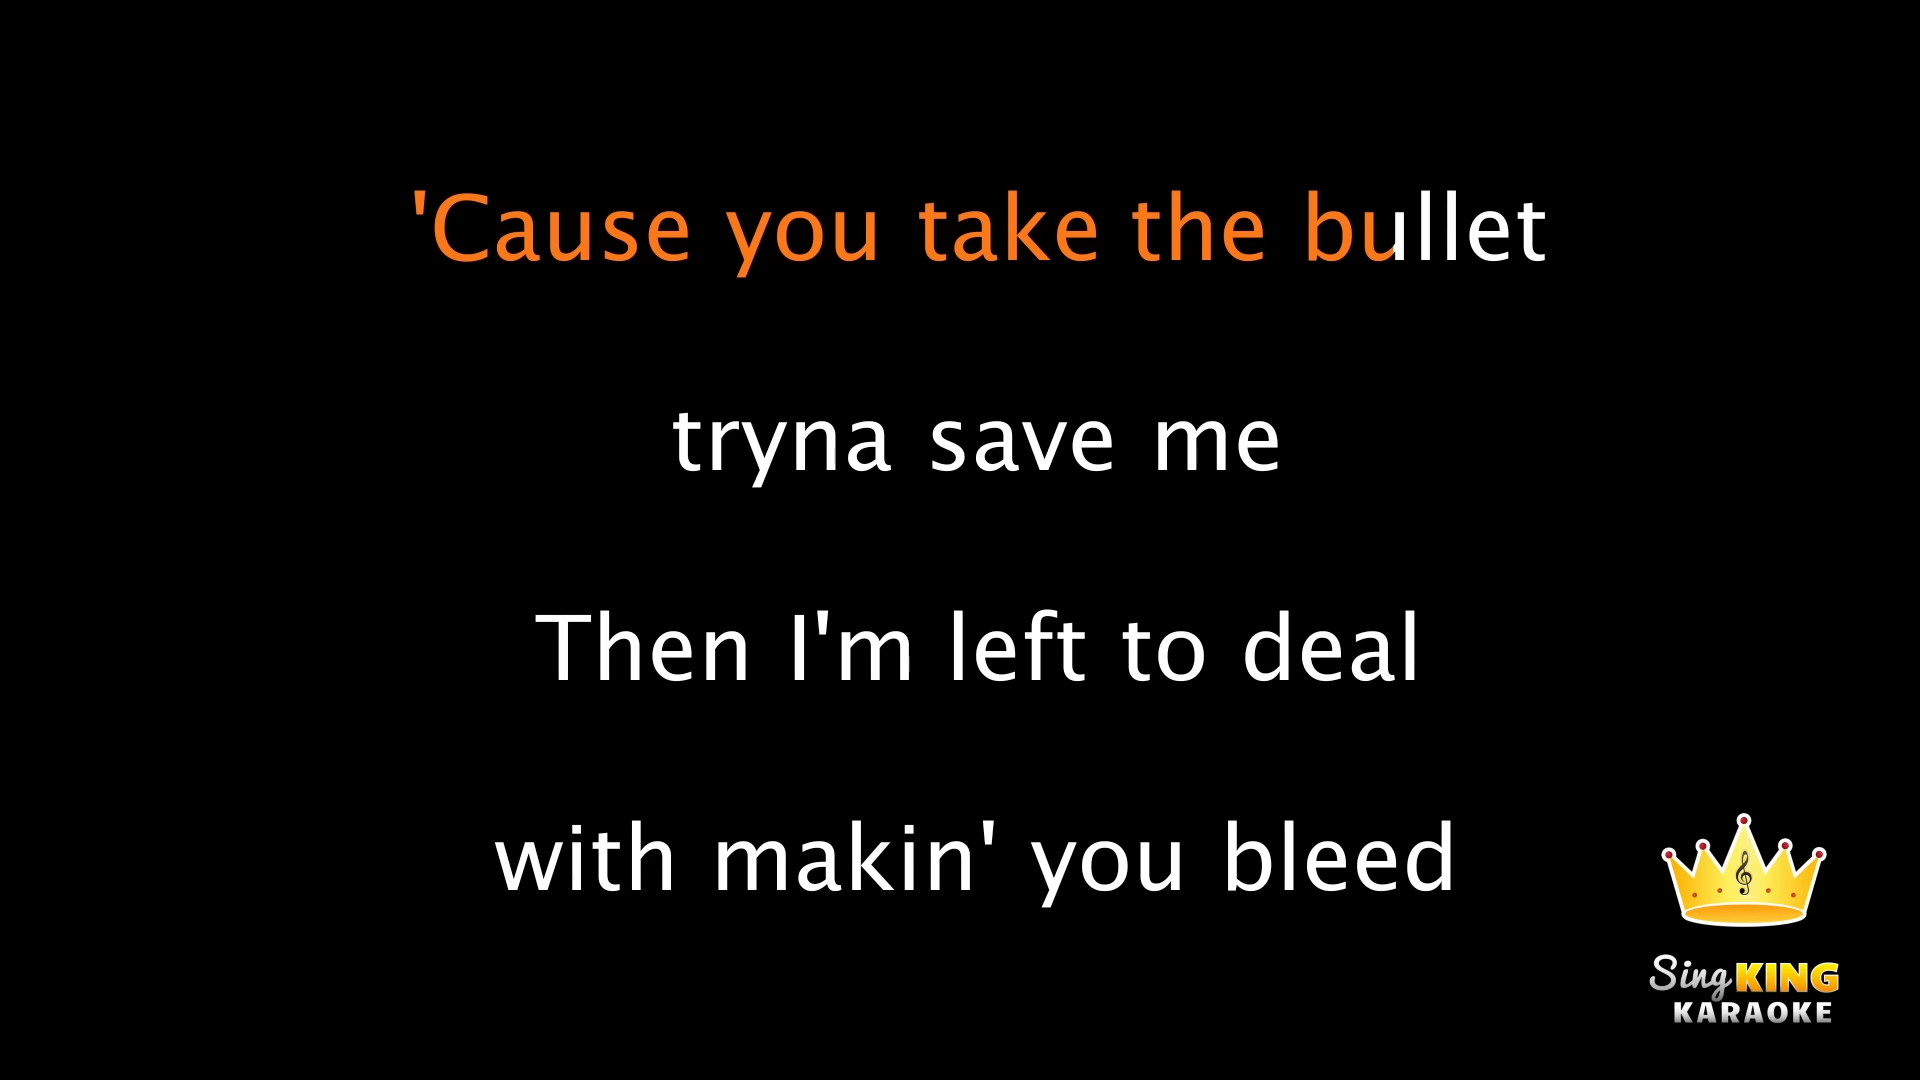 'Cause you take the bullet
tryna save me
Then I'm left to deal
with makin' you bleed
Sing KING
KARAOKE